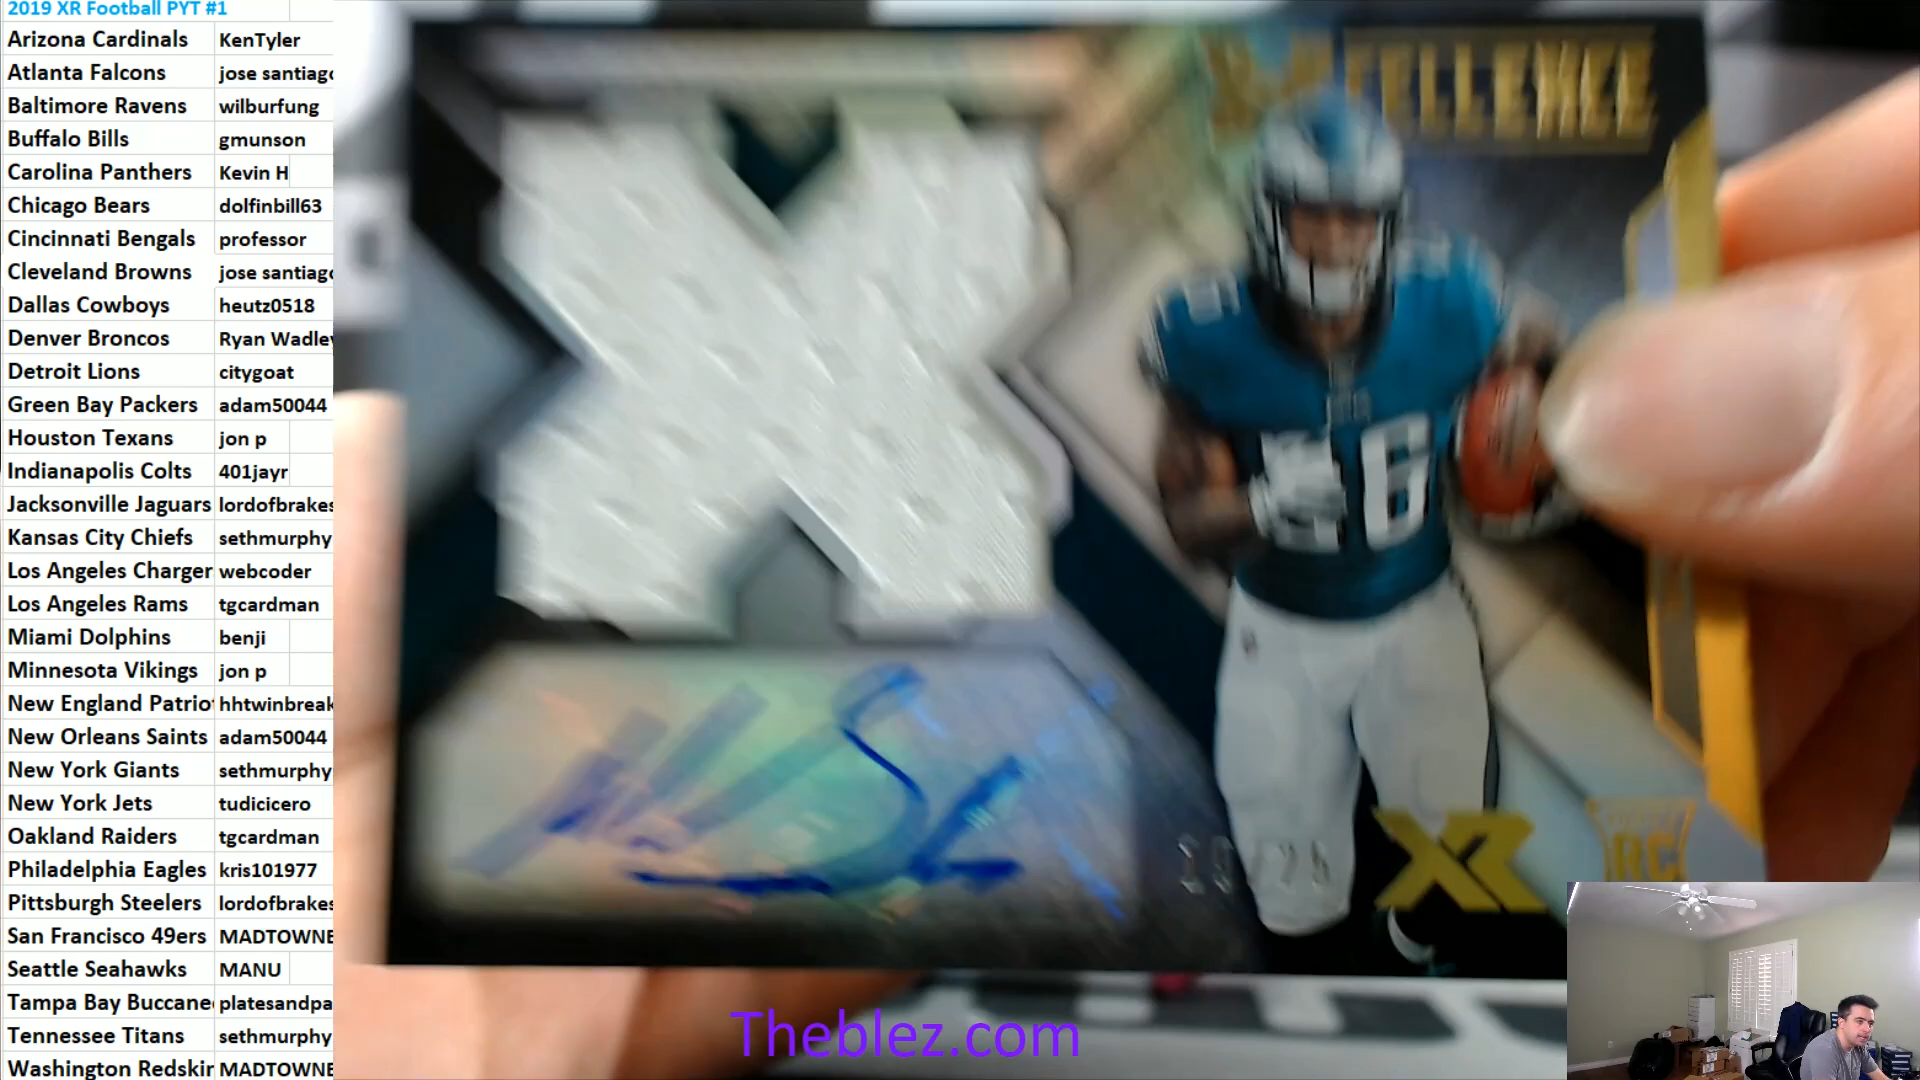 2019 XR Football PYT #1
Arizona Cardinals KenTyler
Atlanta Falcons jose santiago
Baltimore Ravens wilburfung
Buffalo Bills gmunson
Carolina Panthers Kevin H
Chicago Bears dolfinbill63
Cincinnati Bengals professor
Cleveland Browns jose santiago
Dallas Cowboys heutz0518
Denver Broncos Ryan Wadley
Detroit Lions citygoat
Green Bay Packers adam50044
Houston Texans jon p
Indianapolis Colts 401jayr
Jacksonville Jaguars lordofbrakes
Kansas City Chiefs sethmurphy
Los Angeles Charger webcoder
Los Angeles Rams tgcardman
Miami Dolphins benji
Minnesota Vikings jon p
New England Patriot hhtwinbreak
New Orleans Saints adam50044
New York Giants sethmurphy
New York Jets tudicicero
Oakland Raiders tgcardman
Philadelphia Eagles kris101977
Pittsburgh Steelers lordofbrakes
San Francisco 49ers MADTOWNE
Seattle Seahawks MANU
Tampa Bay Buccanee platesandpa
Tennessee Titans sethmurphy
Washington Redskir MADTOWNE
XR
RC
Theblez.com